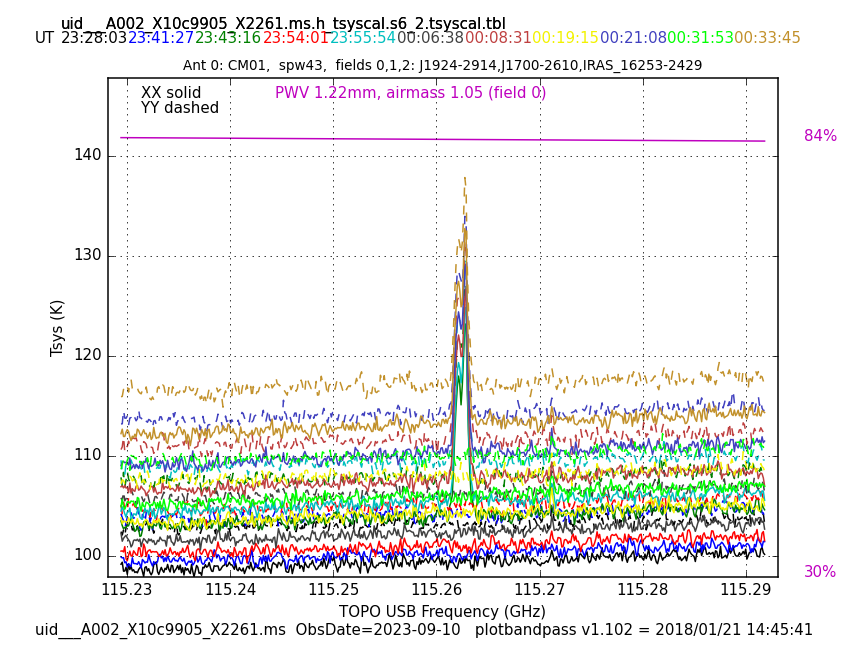 uid___A002_X10c9905_X2261.ms.h_tsyscal.s6_2.tsyscal.tbl
UT 23:28:03 23:41:27 23:43:16 23:54:01 23:55:54 00:06:38 00:08:31 00:19:15 00:21:08 00:31:53 00:33:45
Ant 0: CM01,  spw43,  fields 0,1,2: J1924-2914,J1700-2610,IRAS_16253-2429
XX solid
PWV 1.22mm, airmass 1.05 (field 0)
YY dashed
84%
140
130
120
110
100
Tsys (K)
30%
115.23 115.24 115.25 115.26 115.27 115.28 115.29
TOPO USB Frequency (GHz)
uid___A002_X10c9905_X2261.ms  ObsDate=2023-09-10   plotbandpass v1.102 = 2018/01/21 14:45:41